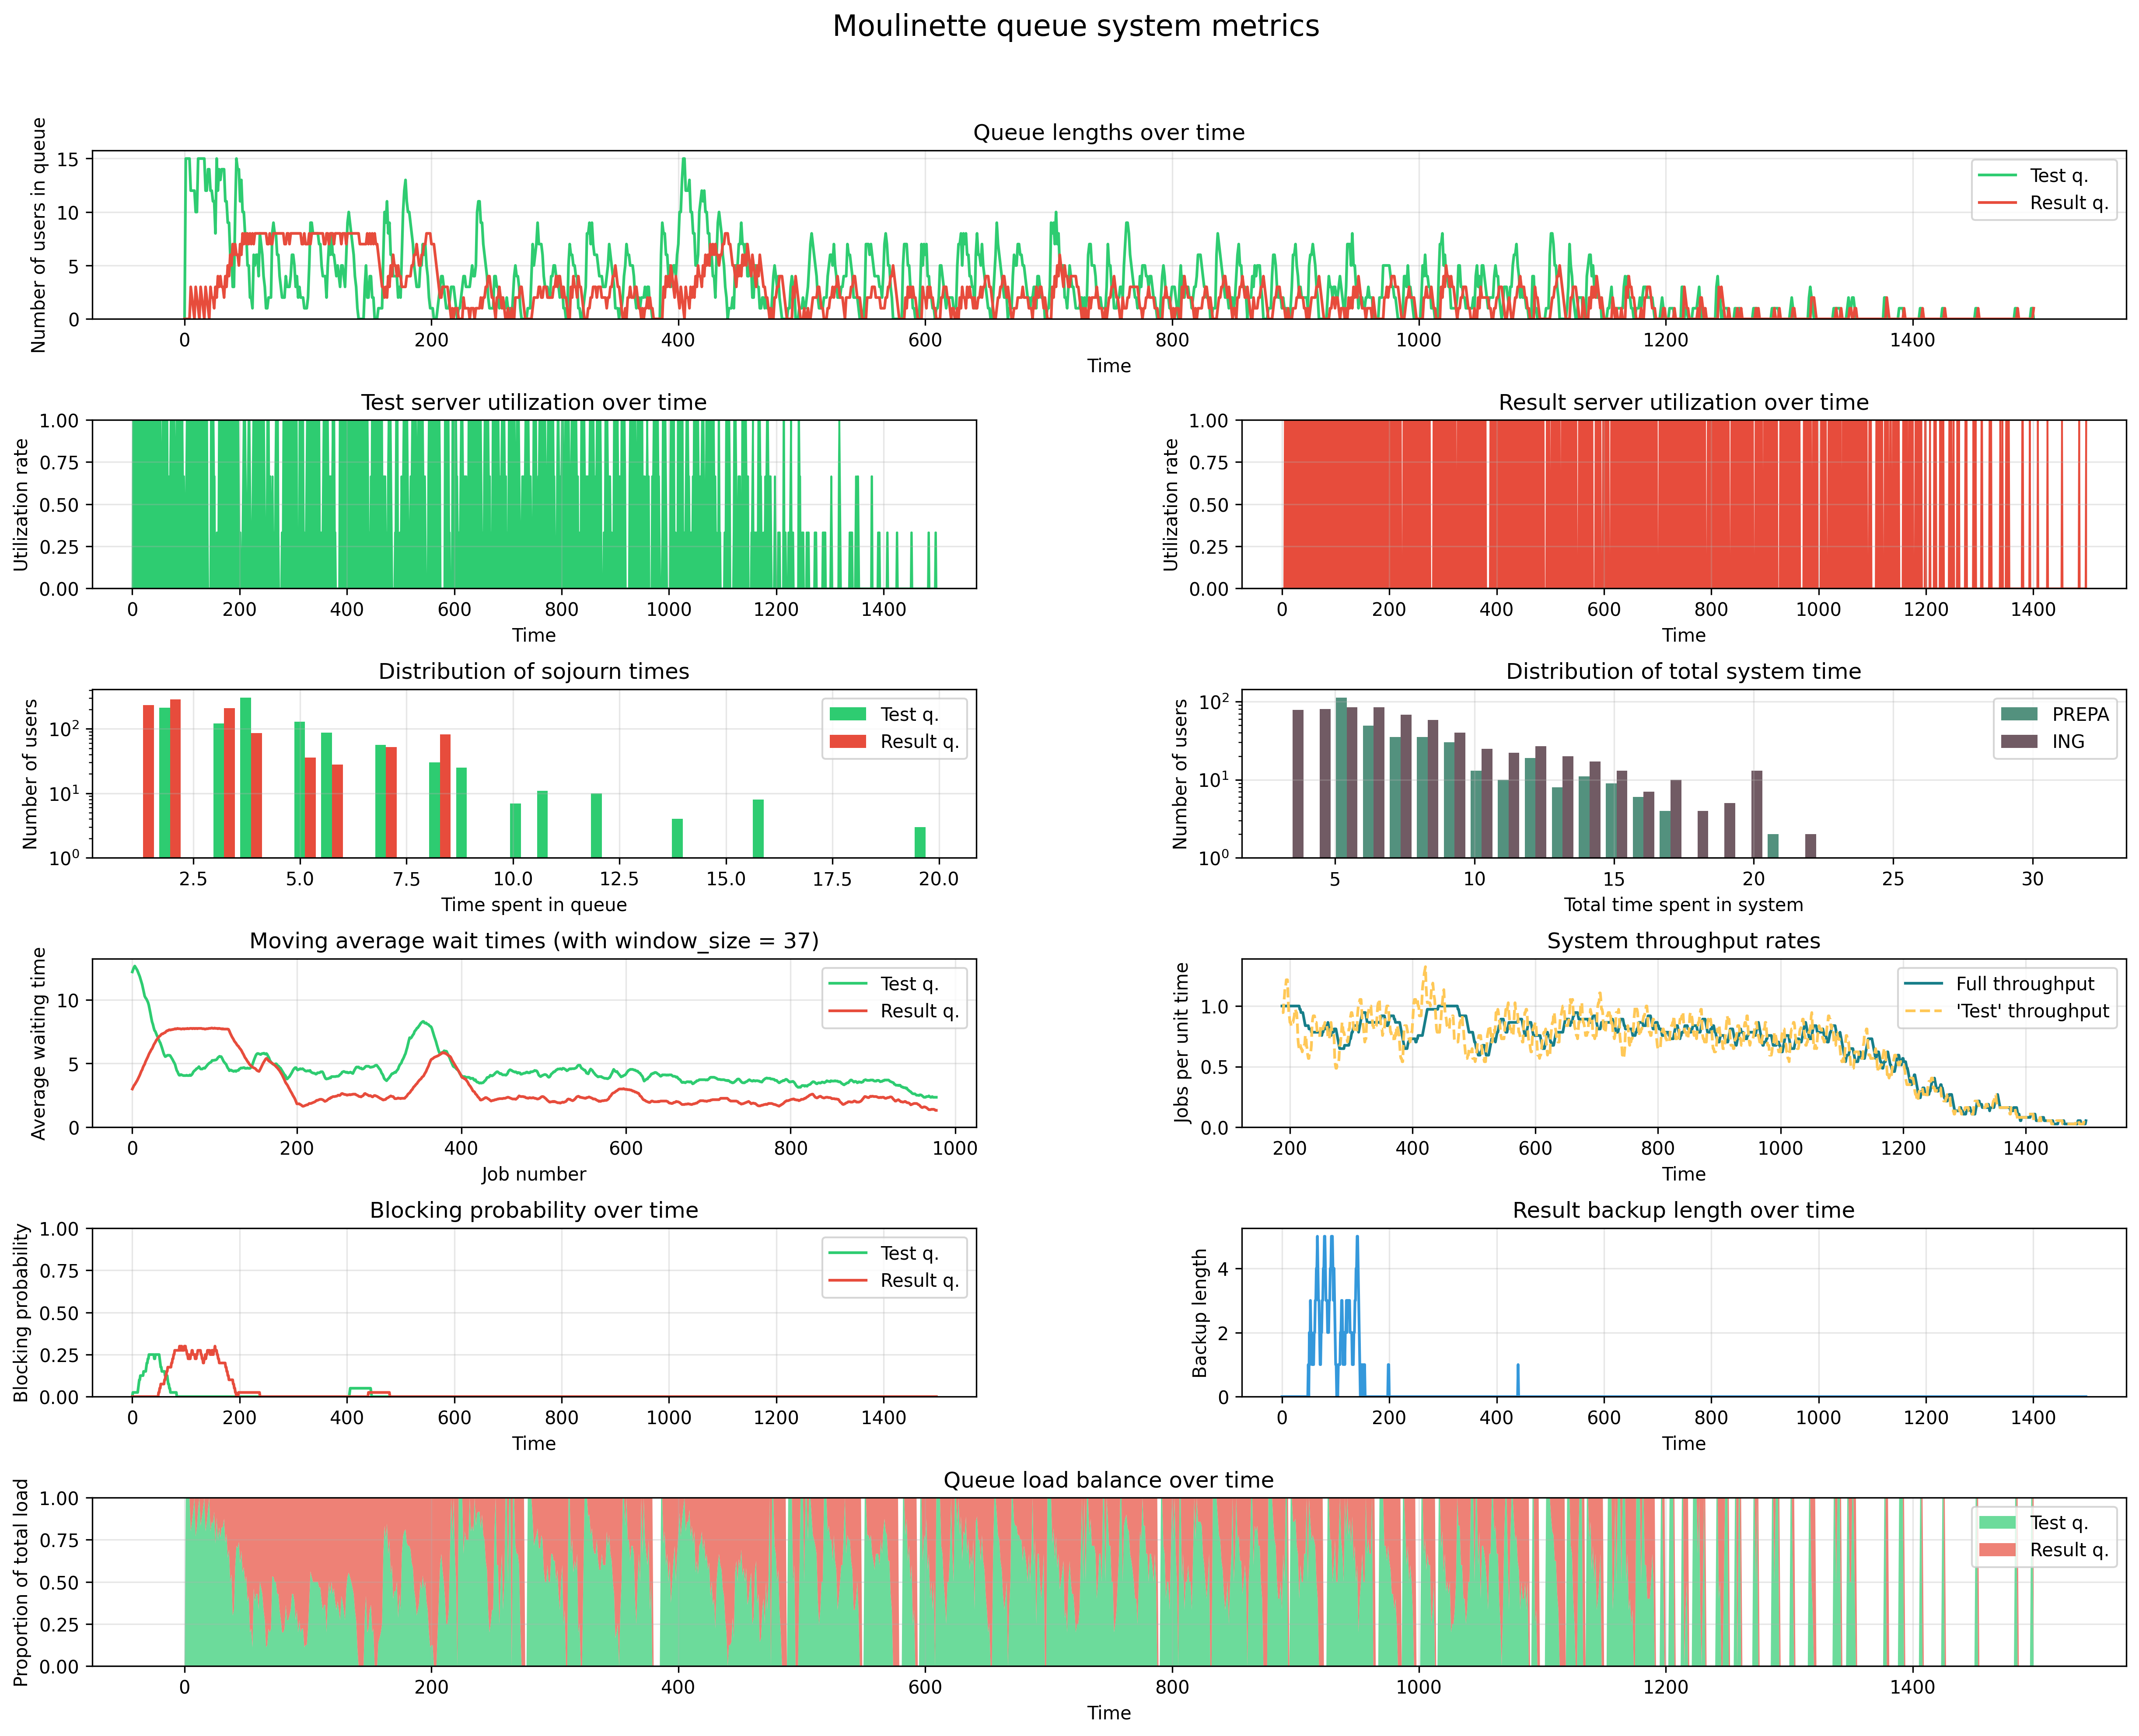 Moulinette queue system metrics
Queue lengths over time
Number of users in queue
15
10
5
0
Test q.
Result q.
0 200 400 600 800 1000 1200 1400
Time
Test server utilization over time
Utilization rate
1.00
0.75
0.50
0.25
0.00
0 200 400 600 800 1000 1200 1400
Time
Result server utilization over time
Utilization rate
1.00
0.75
0.50
0.25
0.00
0 200 400 600 800 1000 1200 1400
Time
Distribution of sojourn times
Number of users
10²
10¹
10⁰
Test q.
Result q.
2.5 5.0 7.5 10.0 12.5 15.0 17.5 20.0
Time spent in queue
Distribution of total system time
Number of users
10²
10¹
10⁰
PREPA
ING
5 10 15 20 25 30
Total time spent in system
Moving average wait times (with window_size = 37)
Average waiting time
10
5
0
Test q.
Result q.
0 200 400 600 800 1000
Job number
System throughput rates
Jobs per unit time
1.0
0.5
0.0
Full throughput
'Test' throughput
200 400 600 800 1000 1200 1400
Time
Blocking probability over time
Blocking probability
1.00
0.75
0.50
0.25
0.00
Test q.
Result q.
0 200 400 600 800 1000 1200 1400
Time
Result backup length over time
Backup length
4
2
0
0 200 400 600 800 1000 1200 1400
Time
Queue load balance over time
Proportion of total load
1.00
0.75
0.50
0.25
0.00
Test q.
Result q.
0 200 400 600 800 1000 1200 1400
Time